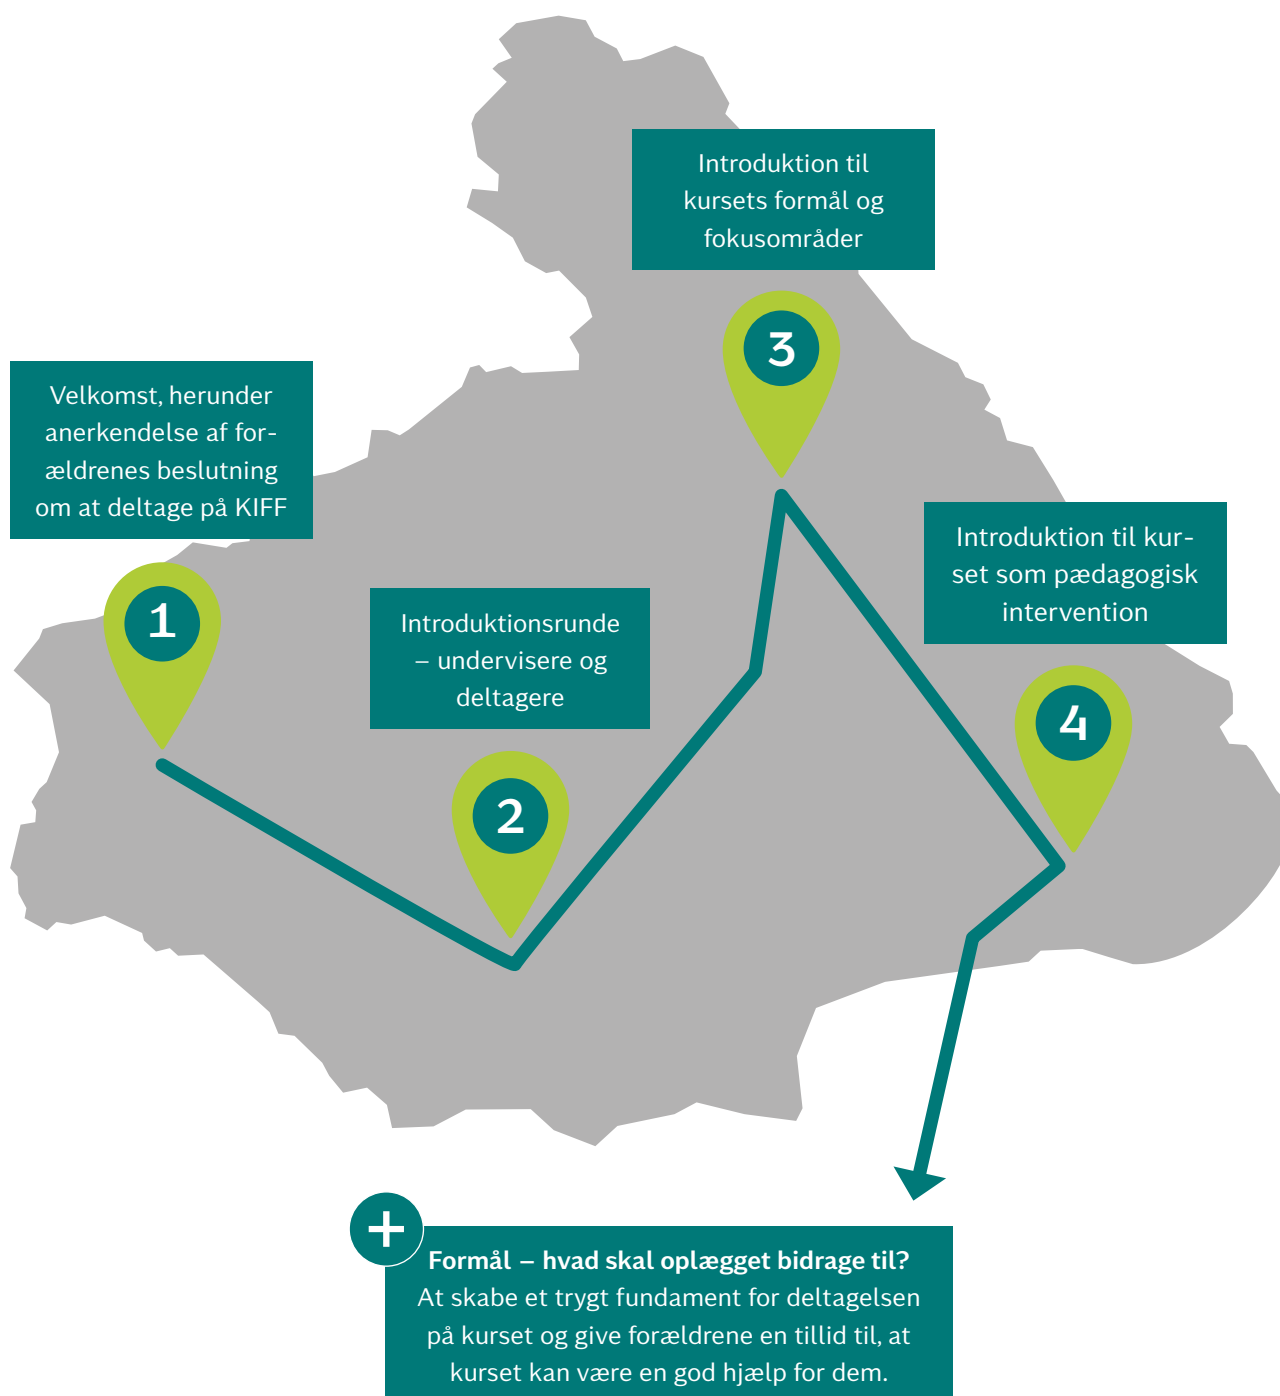 Velkomst, herunder
anerkendelse af for-
ældrenes beslutning
om at deltage på KIFF
1
Introduktionsrunde
– undervisere og
deltagere
2
Introduktion til
kursets formål og
fokusområder
3
Introduktion til kur-
set som pædagogisk
intervention
4
+
Formål – hvad skal oplægget bidrage til?
At skabe et trygt fundament for deltagelsen
på kurset og give forældrene en tillid til, at
kurset kan være en god hjælp for dem.